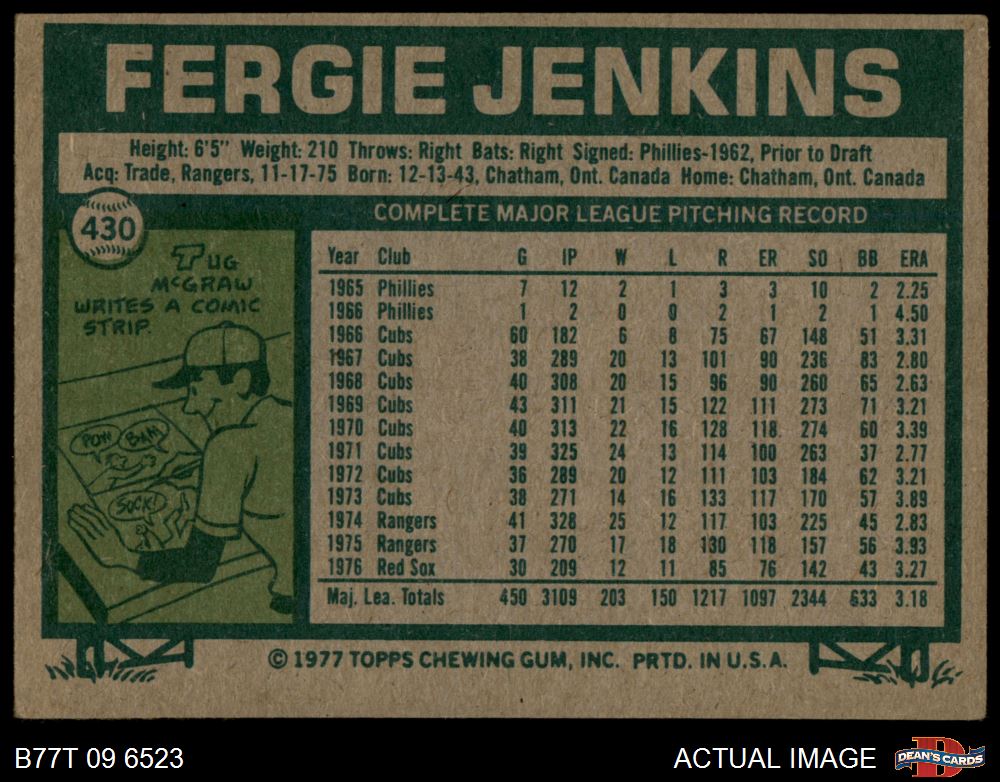 FERGIE JENKINS
Height: 6'5" Weight: 210 Throws: Right Bats: Right Signed: Phillies-1962, Prior to Draft
Acq: Trade, Rangers, 11-17-75 Born: 12-13-43, Chatham, Ont. Canada Home: Chatham, Ont. Canada
430
TUG
McGRAW
WRITES A COMIC
STRIP.
POW! BAM!
SOCK!
COMPLETE MAJOR LEAGUE PITCHING RECORD
Year Club G IP W L R ER SO BB ERA
1965 Phillies 7 12 2 1 3 3 10 2 2.25
1966 Phillies 1 2 0 0 2 1 2 1 4.50
1966 Cubs 60 182 6 8 75 67 148 51 3.31
1967 Cubs 38 289 20 13 101 90 236 83 2.80
1968 Cubs 40 308 20 15 96 90 260 65 2.63
1969 Cubs 43 311 21 15 122 111 273 71 3.21
1970 Cubs 40 313 22 16 128 118 274 60 3.39
1971 Cubs 39 325 24 13 114 100 263 37 2.77
1972 Cubs 36 289 20 12 111 103 184 62 3.21
1973 Cubs 38 271 14 16 133 117 170 57 3.89
1974 Rangers 41 328 25 12 117 103 225 45 2.83
1975 Rangers 37 270 17 18 130 118 157 56 3.93
1976 Red Sox 30 209 12 11 85 76 142 43 3.27
Maj. Lea. Totals 450 3109 203 150 1217 1097 2344 633 3.18
© 1977 TOPPS CHEWING GUM, INC. PRTD. IN U.S.A.
B77T 09 6523
ACTUAL IMAGE
D
DEAN'S CARDS